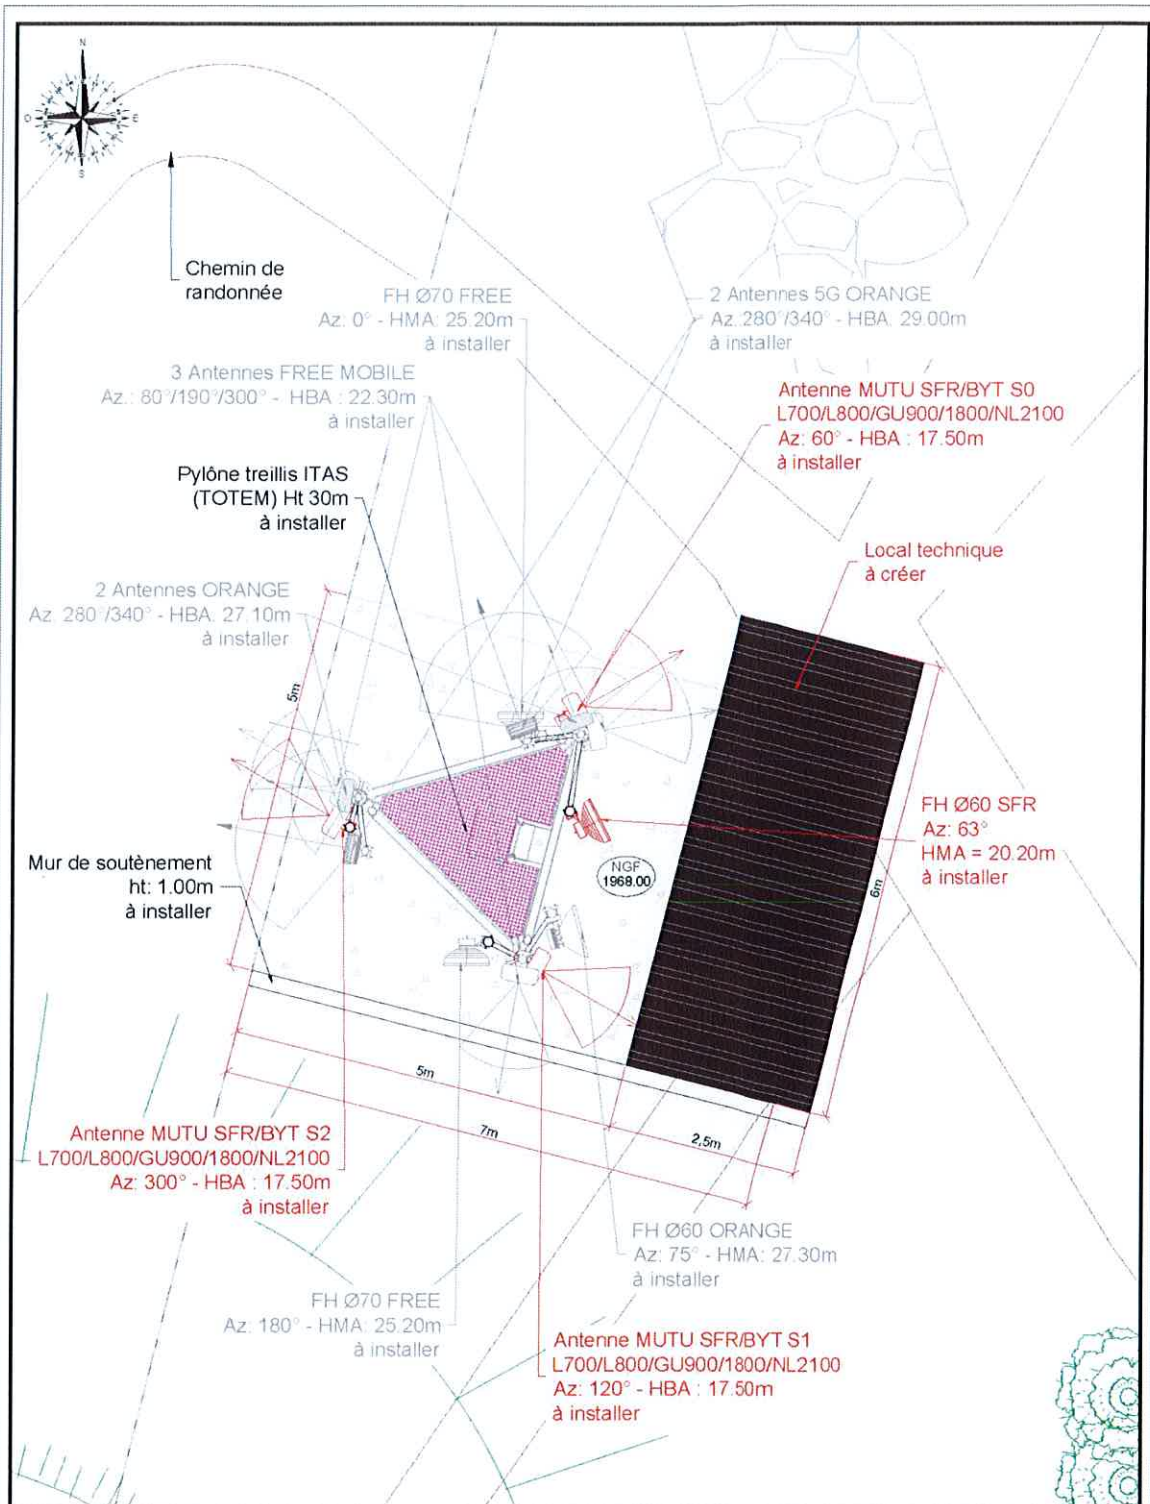 N
O
E
S
Chemin de
randonnée
FH Ø70 FREE
Az: 0° - HMA: 25.20m
à installer
2 Antennes 5G ORANGE
Az.:280°/340° - HBA: 29.00m
à installer
3 Antennes FREE MOBILE
Az.: 80°/190°/300° - HBA : 22.30m
à installer
Antenne MUTU SFR/BYT S0
L700/L800/GU900/1800/NL2100
Az: 60° - HBA : 17.50m
à installer
Pylône treillis ITAS
(TOTEM) Ht 30m
à installer
Local technique
à créer
2 Antennes ORANGE
Az: 280°/340° - HBA: 27.10m
à installer
5m
FH Ø60 SFR
Az: 63°
HMA = 20.20m
à installer
Mur de soutènement
ht: 1.00m
à installer
NGF
1968.00
6m
5m
7m
2,5m
Antenne MUTU SFR/BYT S2
L700/L800/GU900/1800/NL2100
Az: 300° - HBA : 17.50m
à installer
FH Ø60 ORANGE
Az: 75° - HMA: 27.30m
à installer
FH Ø70 FREE
Az: 180° - HMA: 25.20m
à installer
Antenne MUTU SFR/BYT S1
L700/L800/GU900/1800/NL2100
Az: 120° - HBA : 17.50m
à installer